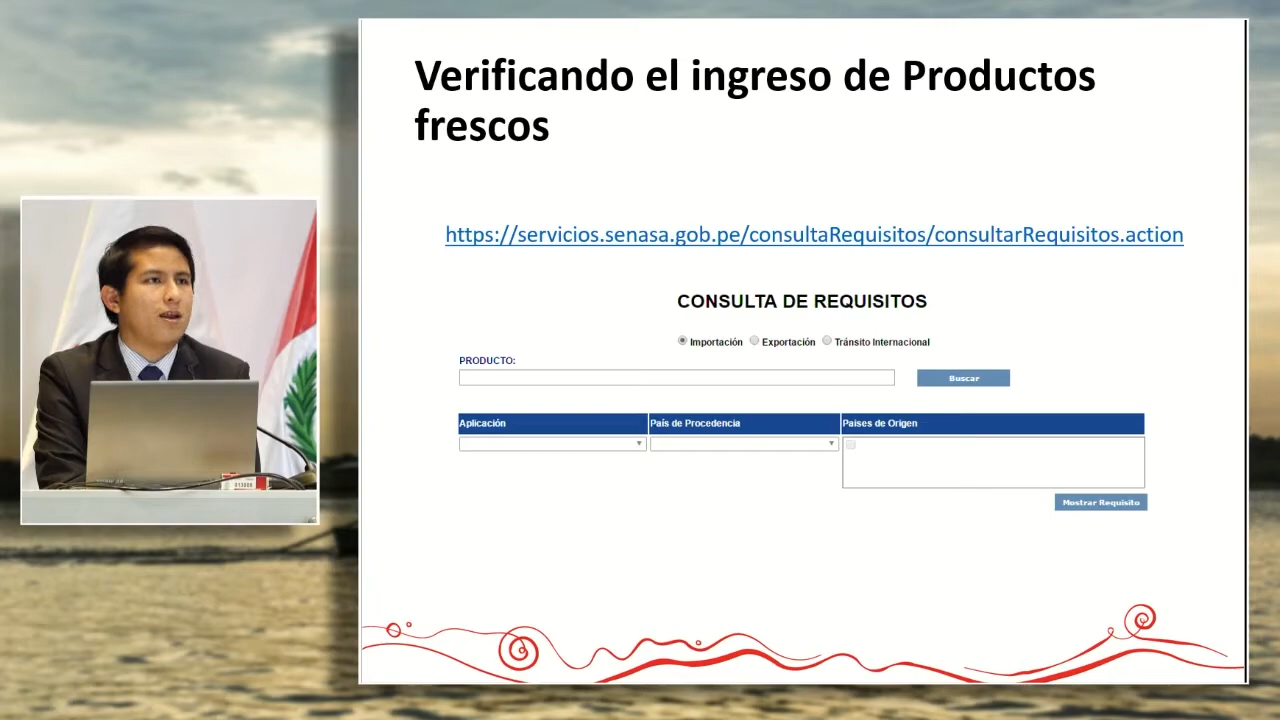 Verificando el ingreso de Productos
frescos
https://servicios.senasa.gob.pe/consultaRequisitos/consultarRequisitos.action
CONSULTA DE REQUISITOS
Importación Exportación Tránsito Internacional
PRODUCTO:
Buscar
Aplicación País de Procedencia Paises de Origen
Mostrar Requisito